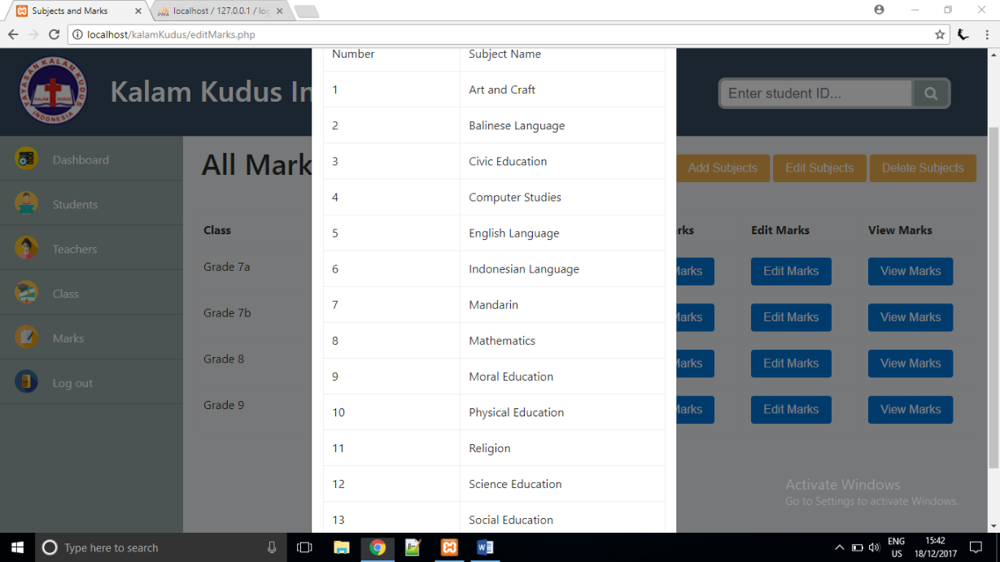 Subjects and Marks
localhost / 127.0.0.1 / log
localhost/kalamKudus/editMarks.php
YAYASAN KALAM KUDUS
INDONESIA
Kalam Kudus In
Enter student ID...
Dashboard
Students
Teachers
Class
Marks
Log out
All Mark
Add Subjects
Edit Subjects
Delete Subjects
Class
rks
Edit Marks
View Marks
Grade 7a
Marks
Edit Marks
View Marks
Grade 7b
Marks
Edit Marks
View Marks
Grade 8
Marks
Edit Marks
View Marks
Grade 9
Marks
Edit Marks
View Marks
Number Subject Name
1 Art and Craft
2 Balinese Language
3 Civic Education
4 Computer Studies
5 English Language
6 Indonesian Language
7 Mandarin
8 Mathematics
9 Moral Education
10 Physical Education
11 Religion
12 Science Education
13 Social Education
Activate Windows
Go to Settings to activate Windows.
Type here to search
ENG
US
15:42
18/12/2017